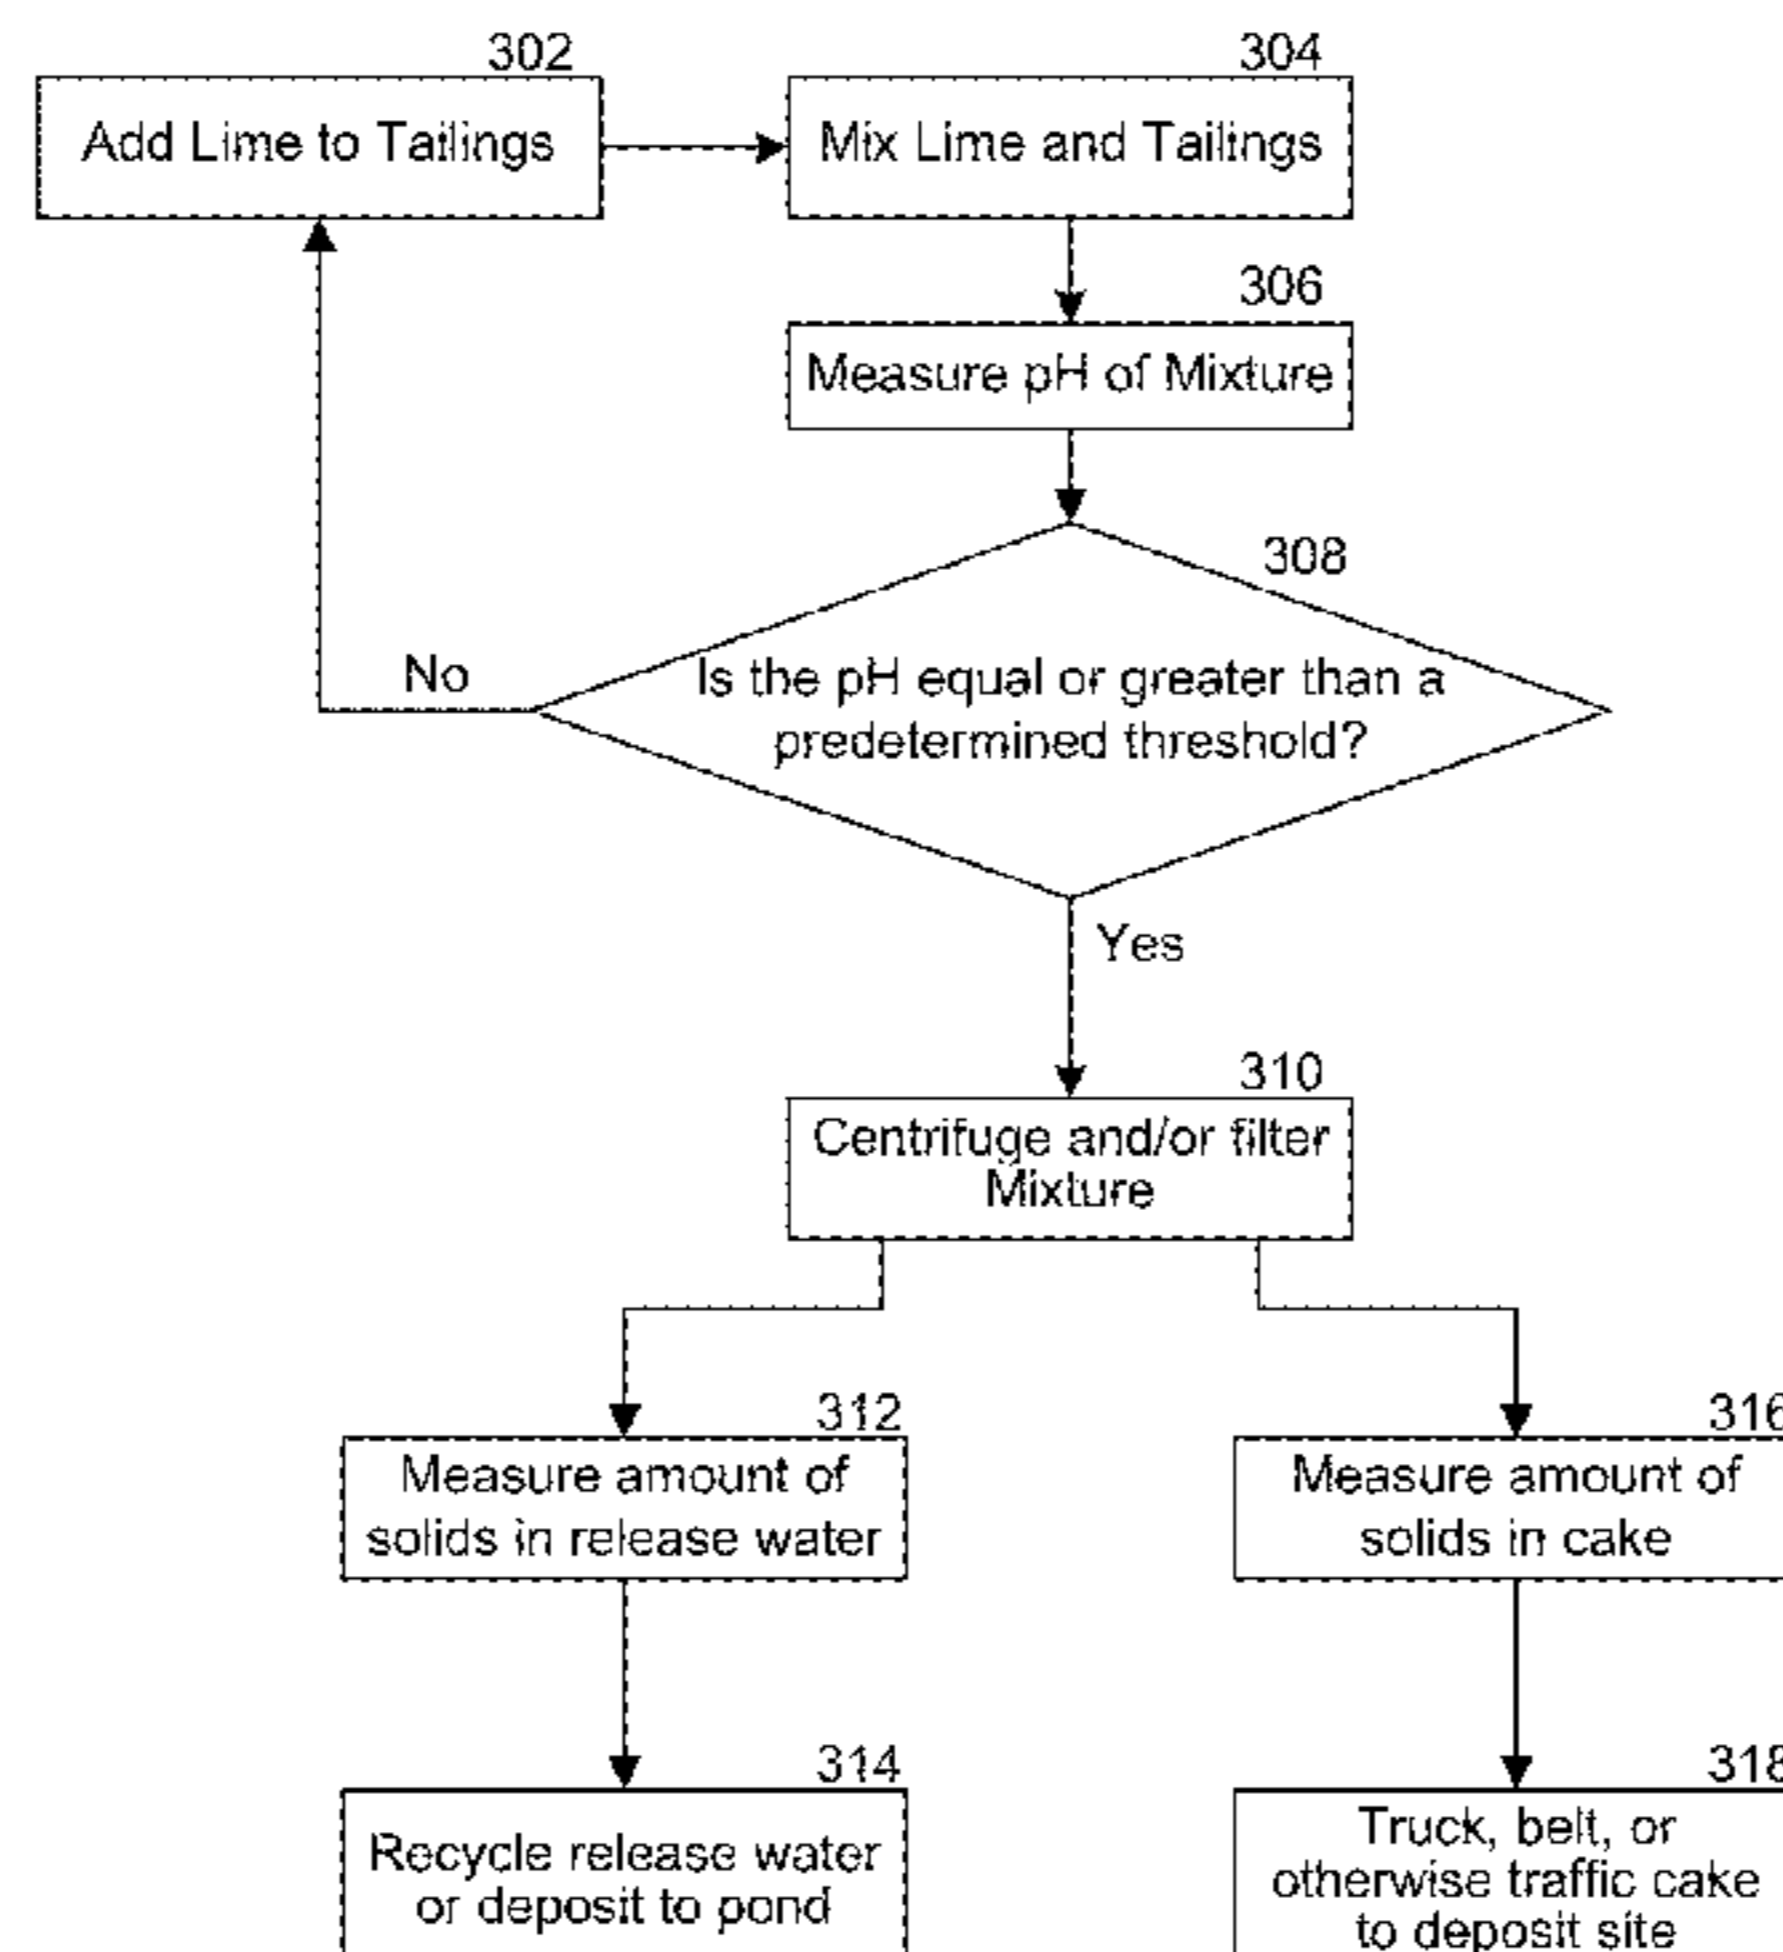 302
Add Lime to Tailings
304
Mix Lime and Tailings
306
Measure pH of Mixture
308
Is the pH equal or greater than a
predetermined threshold?
No
Yes
310
Centrifuge and/or filter
Mixture
312
Measure amount of
solids in release water
316
Measure amount of
solids in cake
314
Recycle release water
or deposit to pond
318
Truck, belt, or
otherwise traffic cake
to deposit site